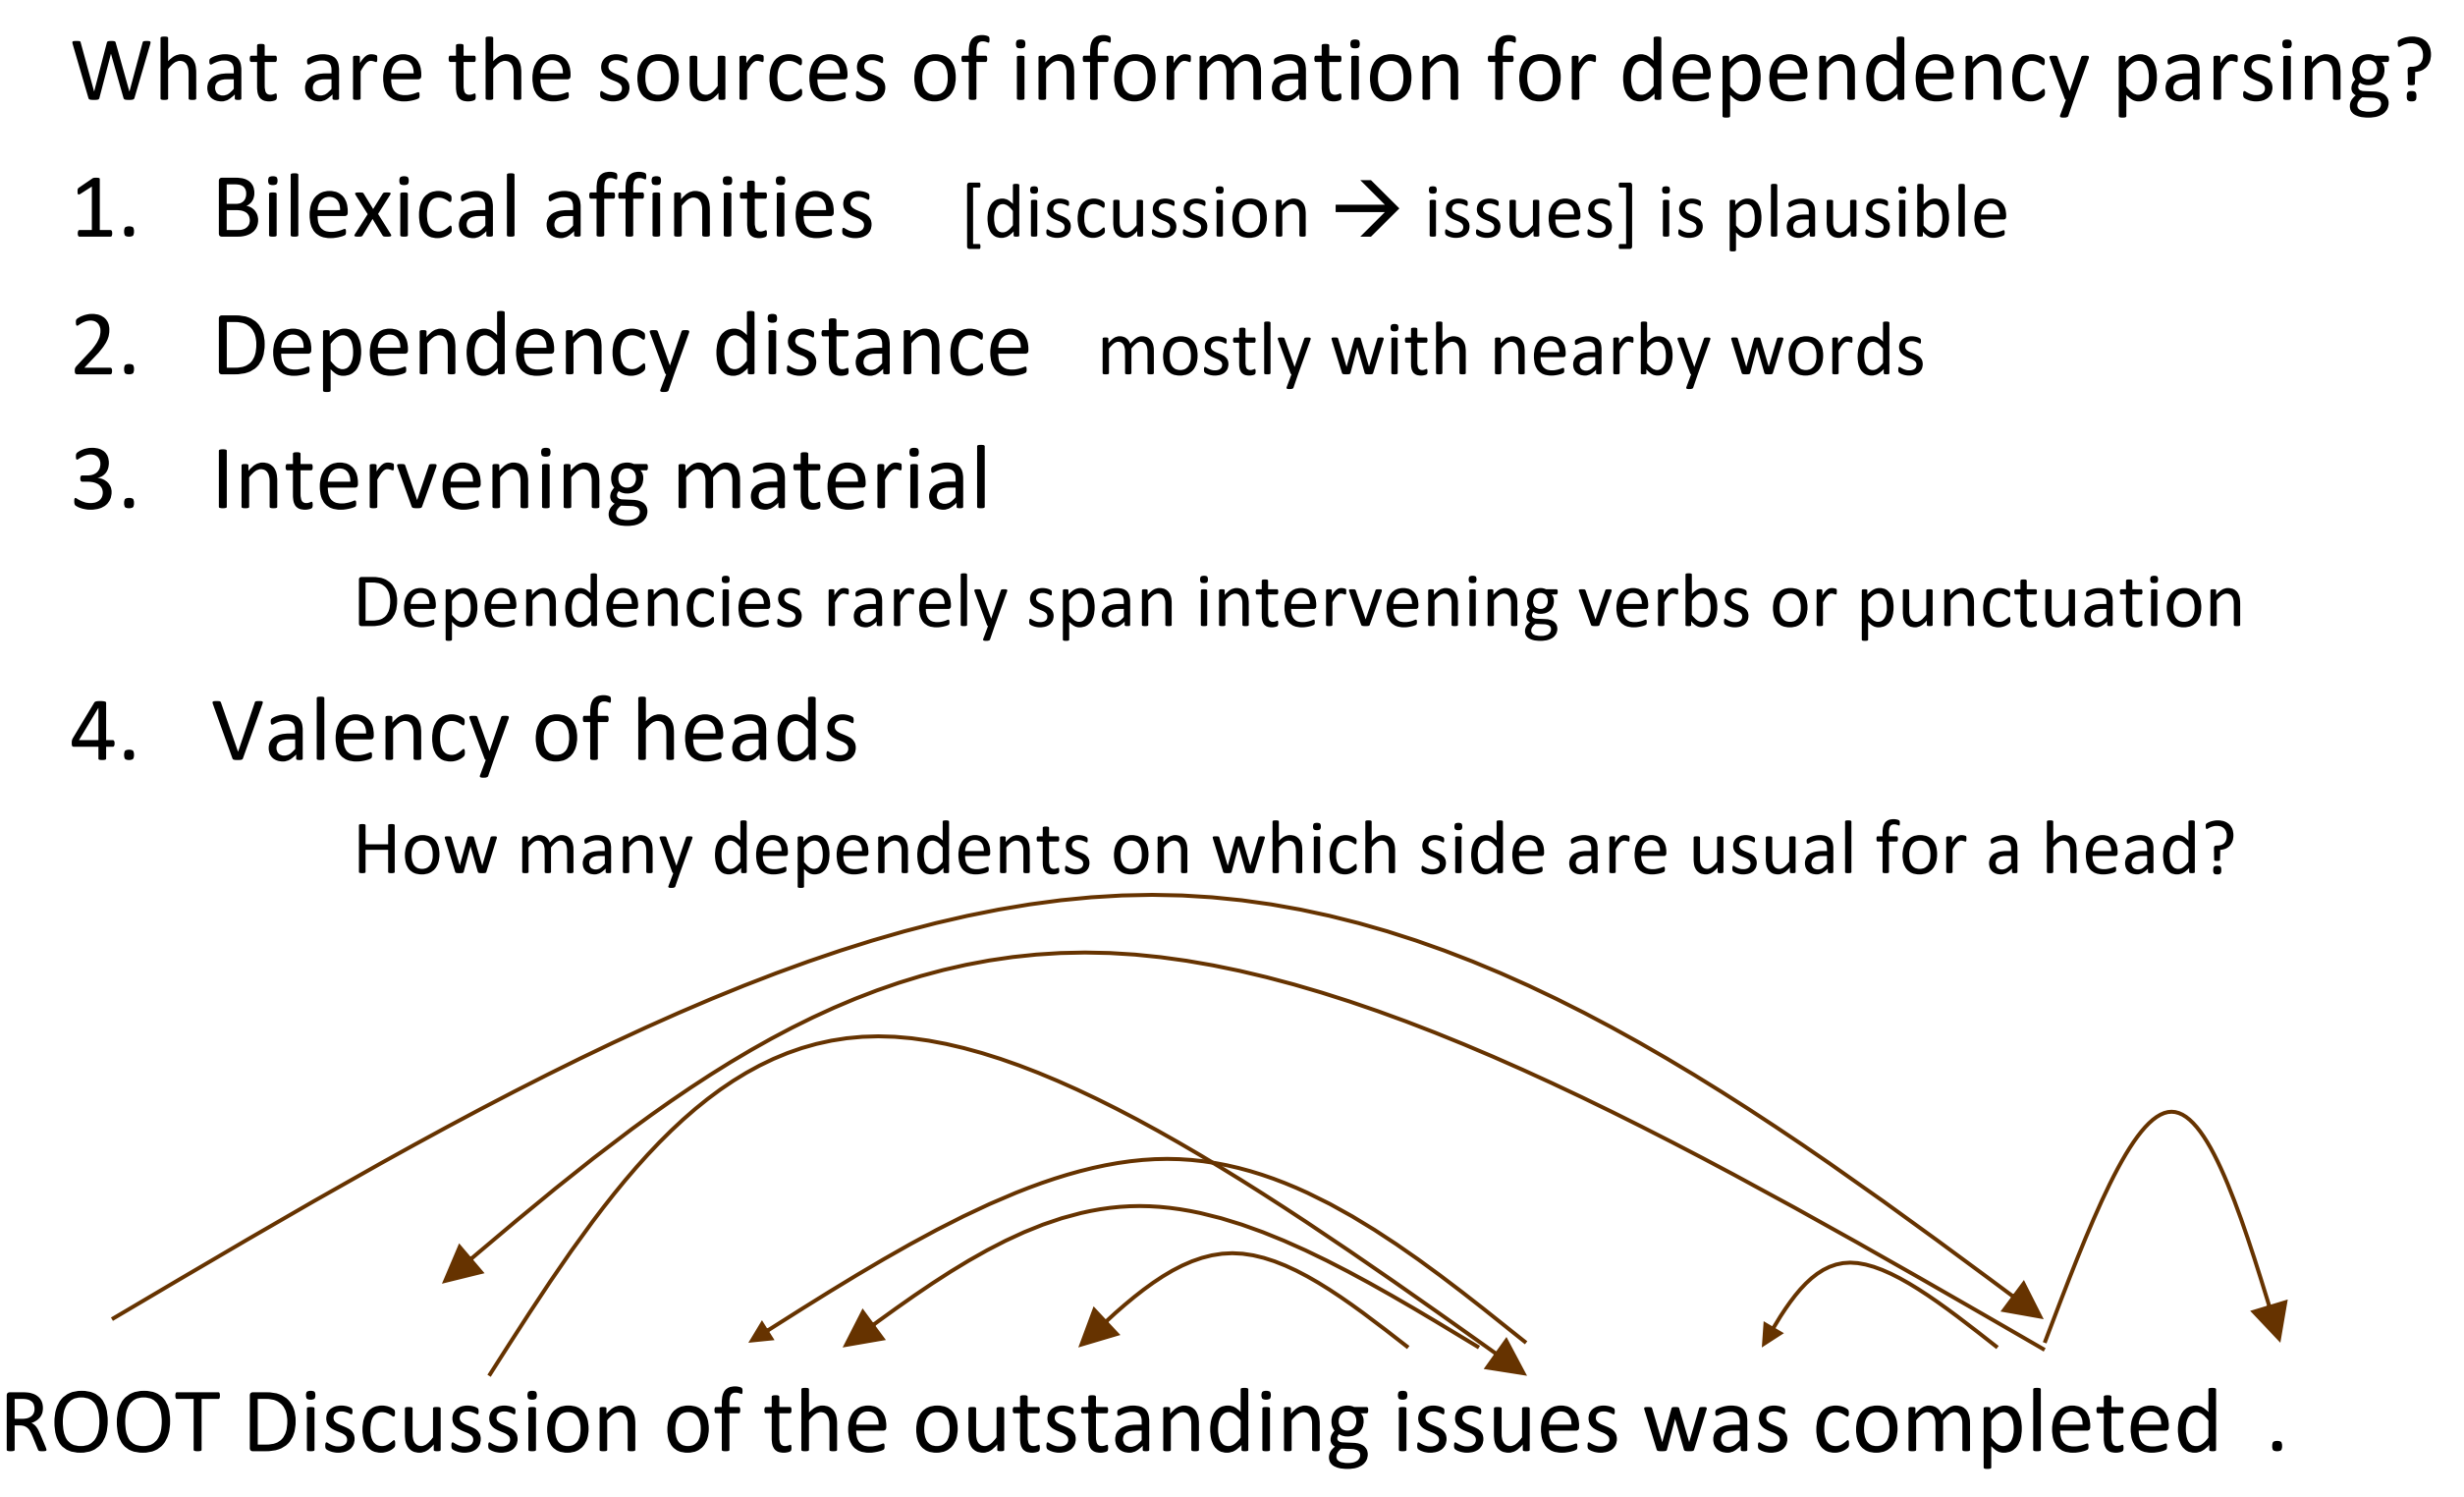 What are the sources of information for dependency parsing?
1. Bilexical affinities [discussion → issues] is plausible
2. Dependency distance mostly with nearby words
3. Intervening material
Dependencies rarely span intervening verbs or punctuation
4. Valency of heads
How many dependents on which side are usual for a head?
ROOT Discussion of the outstanding issues was completed .